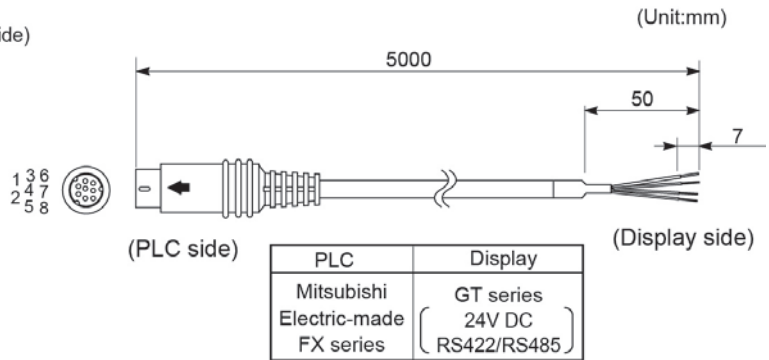 (Unit:mm)
ide)
5000
50
7
1 3 6
2 4 7
5 8
(PLC side)
(Display side)
PLC Display
Mitsubishi GT series
Electric-made 24V DC
FX series RS422/RS485